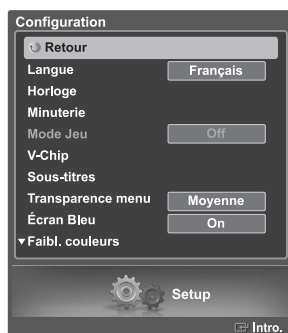 Configuration
Retour
Langue Français
Horloge
Minuterie
Mode Jeu Off
V-Chip
Sous-titres
Transparence menu Moyenne
Écran Bleu On
▼Faibl. couleurs
Setup
Intro.